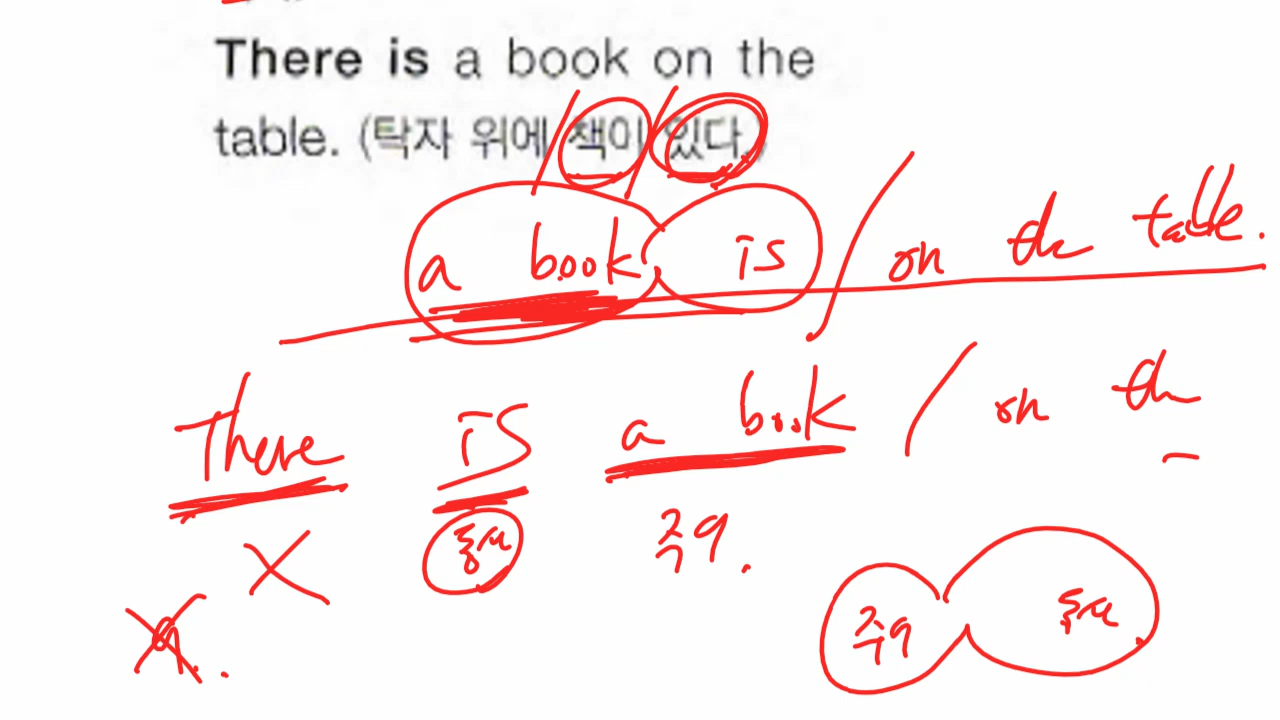 There is a book on the
table. (탁자 위에 책이 있다.)
a book is / on the table.
There is a book / on the
X 동사 주어.
주어 동사